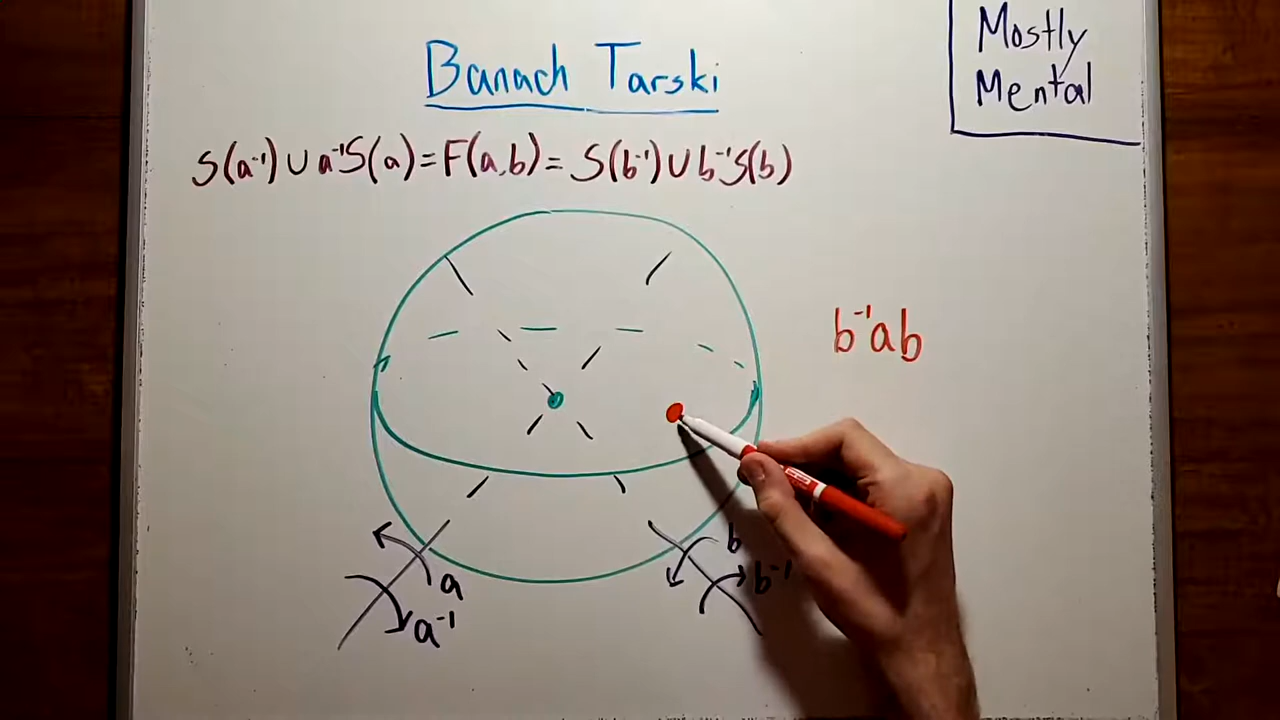 Banach Tarski
Mostly
Mental
S(a⁻¹) ∪ a⁻¹S(a) = F(a,b) = S(b⁻¹) ∪ b⁻¹S(b)
b⁻¹ab
a
a⁻¹
b
b⁻¹